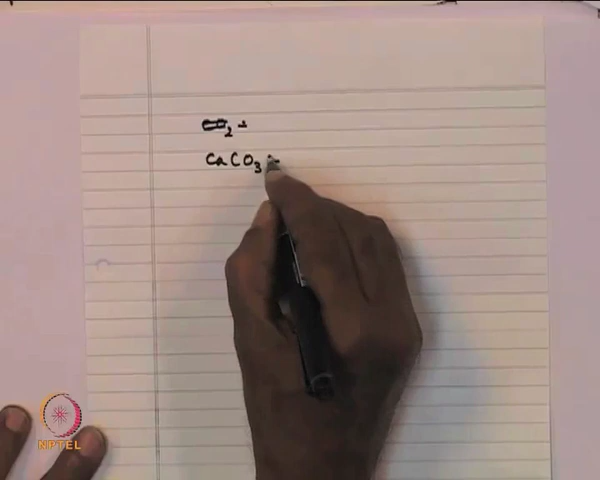 CO₂ +
CaCO₃ +
NPTEL